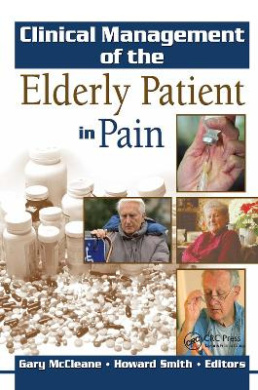 Clinical Management
of the
Elderly Patient
in Pain
CRC Press
Gary McCleane • Howard Smith • Editors